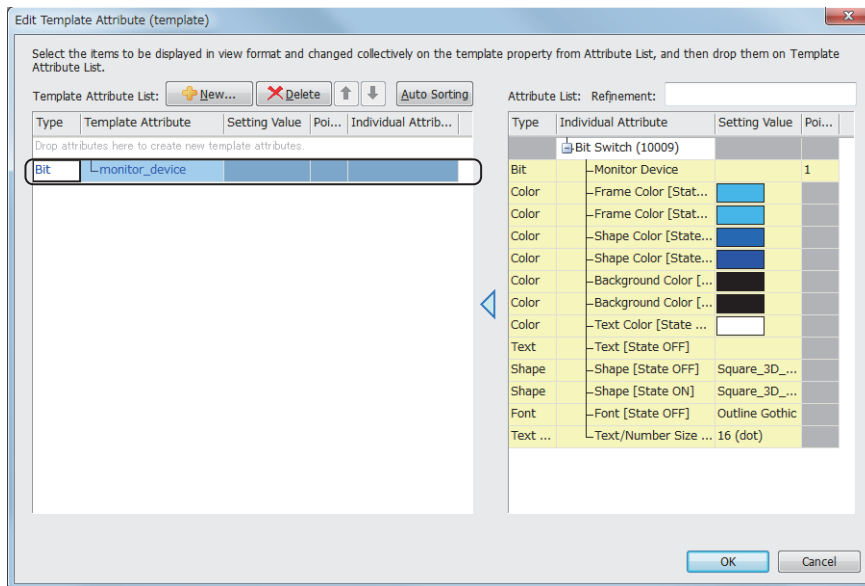 Edit Template Attribute (template)
x
Select the items to be displayed in view format and changed collectively on the template property from Attribute List, and then drop them on Template
Attribute List.
Template Attribute List: New... Delete Auto Sorting
Type Template Attribute Setting Value Poi... Individual Attrib...
Drop attributes here to create new template attributes.
Bit monitor_device
Attribute List: Refinement:
Type Individual Attribute Setting Value Poi...
Bit Switch (10009)
Bit Monitor Device 1
Color Frame Color [Stat...
Color Frame Color [Stat...
Color Shape Color [State...
Color Shape Color [State...
Color Background Color [...
Color Background Color [...
Color Text Color [State ...
Text Text [State OFF]
Shape Shape [State OFF] Square_3D_...
Shape Shape [State ON] Square_3D_...
Font Font [State OFF] Outline Gothic
Text ... Text/Number Size ... 16 (dot)
OK Cancel